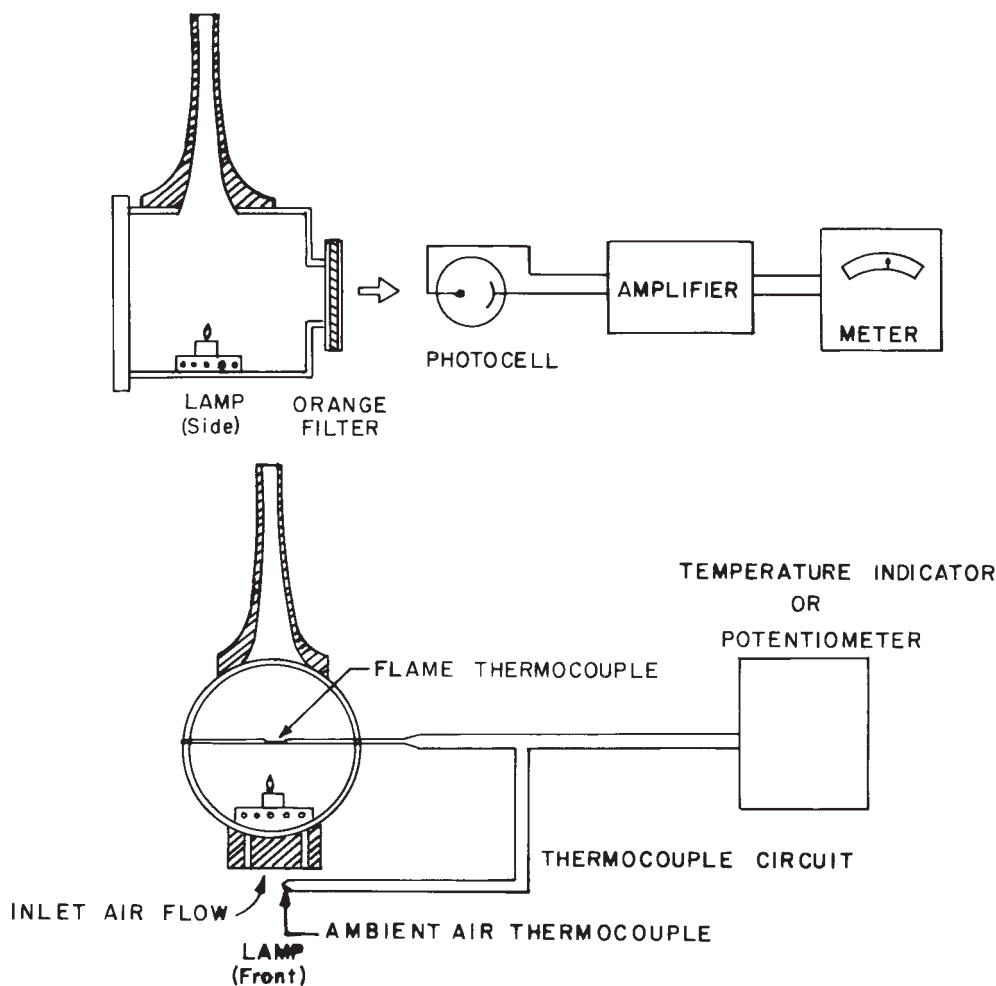 AMPLIFIER
METER
PHOTOCELL
LAMP
(Side)
ORANGE
FILTER
TEMPERATURE INDICATOR
OR
POTENTIOMETER
FLAME THERMOCOUPLE
THERMOCOUPLE CIRCUIT
INLET AIR FLOW
AMBIENT AIR THERMOCOUPLE
LAMP
(Front)